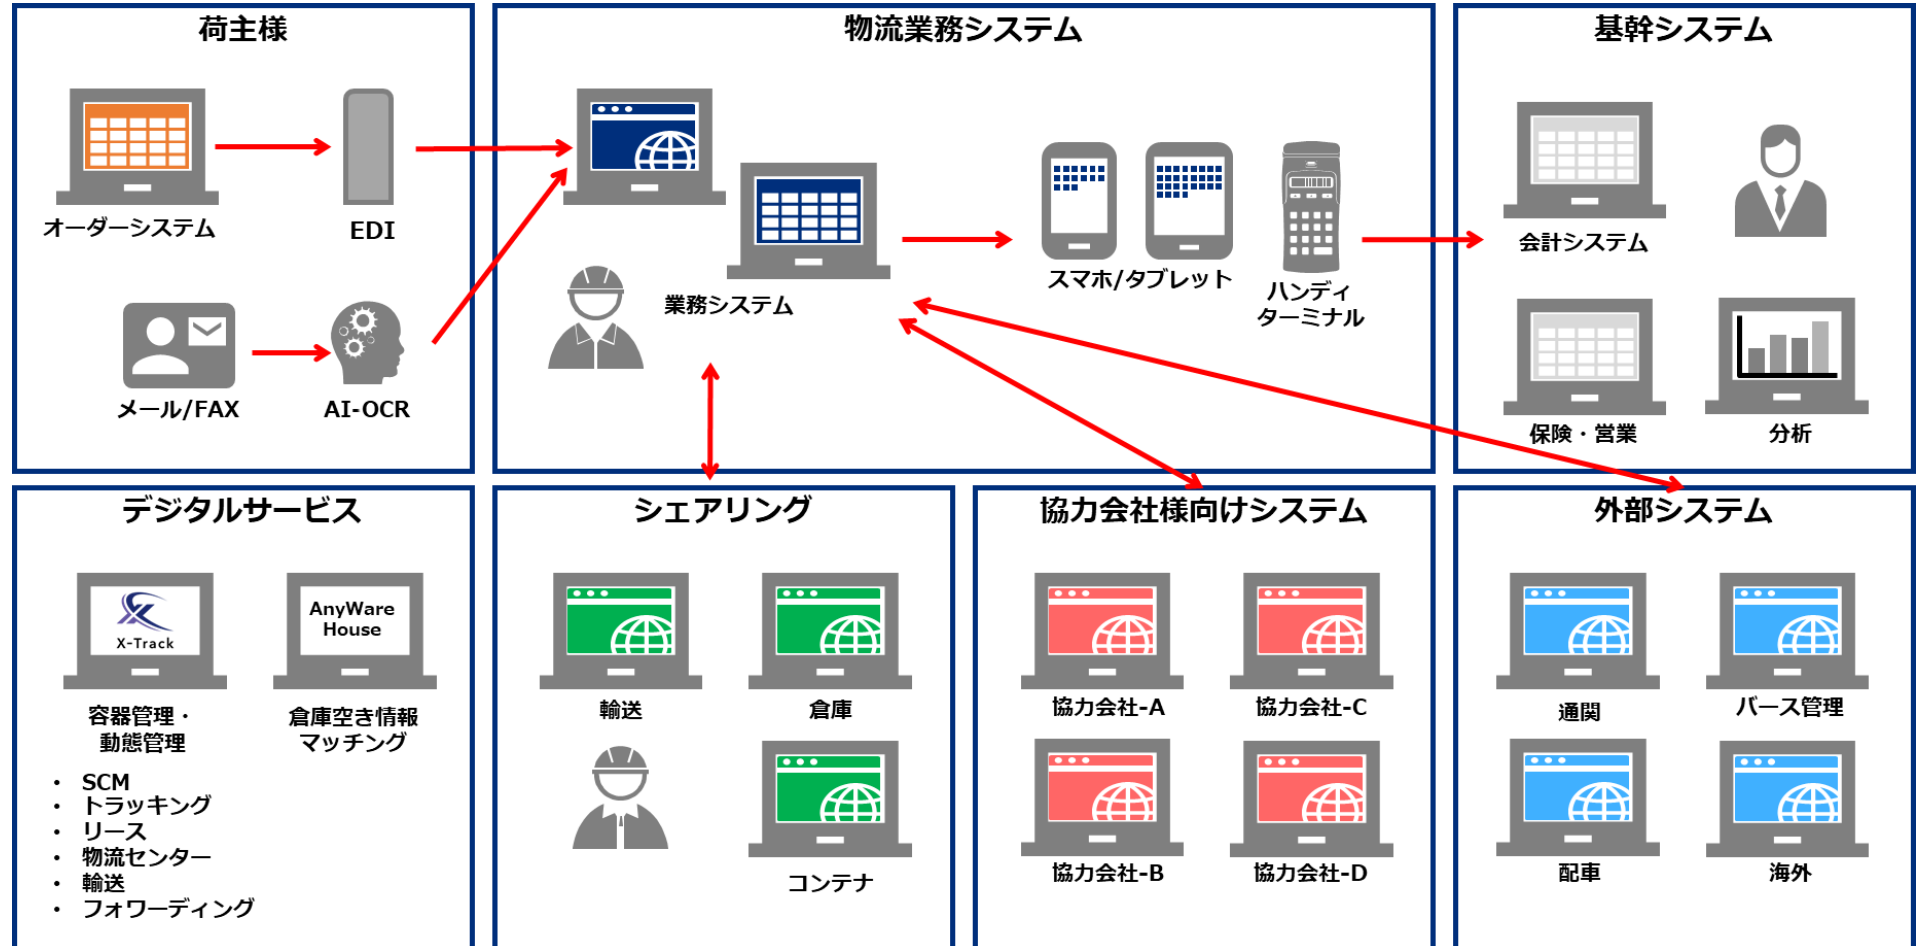 荷主様
オーダーシステム
EDI
メール/FAX
AI-OCR
物流業務システム
業務システム
スマホ/タブレット
ハンディ
ターミナル
基幹システム
会計システム
保険・営業
分析
デジタルサービス
X-Track
AnyWare
House
容器管理・
動態管理
倉庫空き情報
マッチング
• SCM
• トラッキング
• リース
• 物流センター
• 輸送
• フォワーディング
シェアリング
輸送
倉庫
コンテナ
協力会社様向けシステム
協力会社-A
協力会社-C
協力会社-B
協力会社-D
外部システム
通関
バース管理
配車
海外